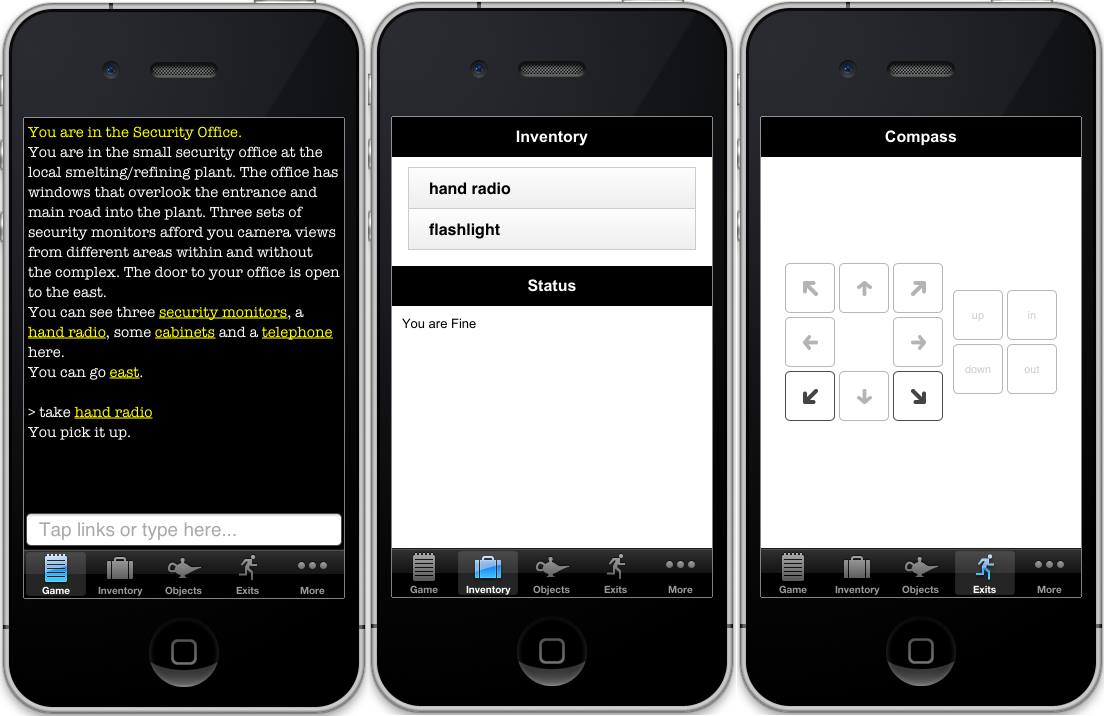 You are in the Security Office.
You are in the small security office at the
local smelting/refining plant. The office has
windows that overlook the entrance and
main road into the plant. Three sets of
security monitors afford you camera views
from different areas within and without
the complex. The door to your office is open
to the east.
You can see three security monitors, a
hand radio, some cabinets and a telephone
here.
You can go east.
> take hand radio
You pick it up.
Tap links or type here...
Game Inventory Objects Exits More
Inventory
hand radio
flashlight
Status
You are Fine
Game Inventory Objects Exits More
Compass
up in
down out
Game Inventory Objects Exits More